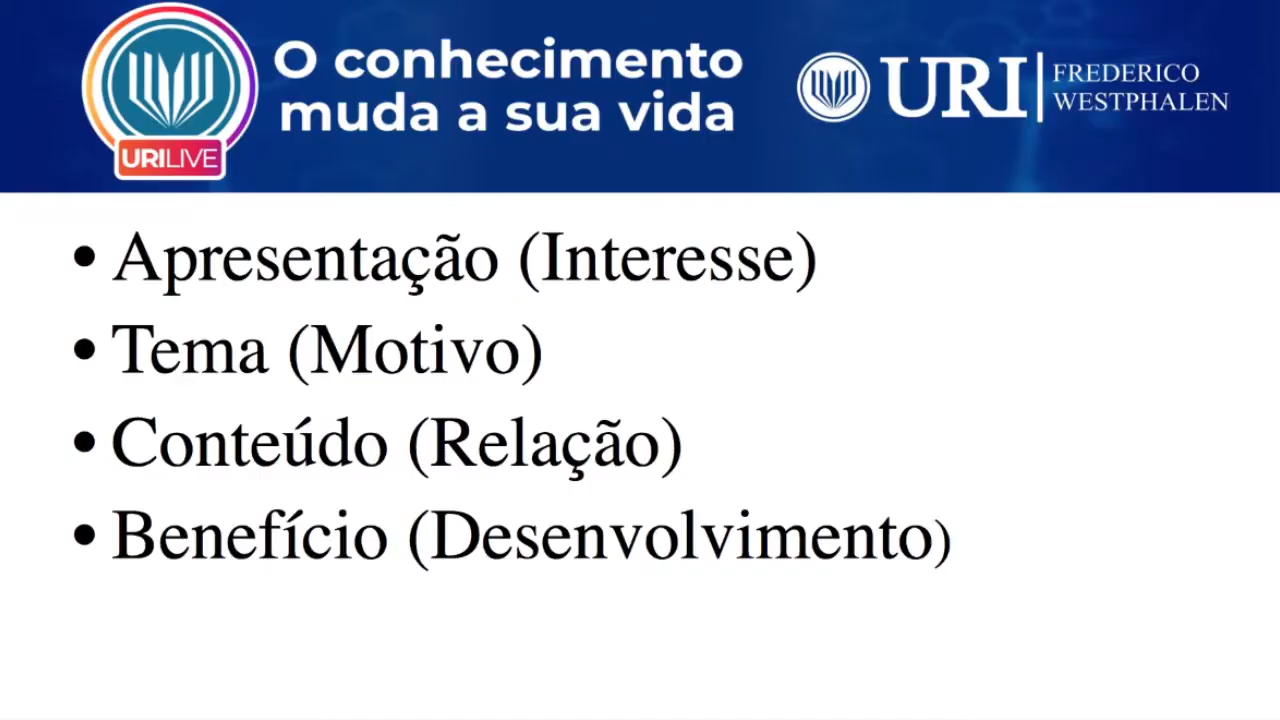 O conhecimento
muda a sua vida
URILIVE
URI
FREDERICO
WESTPHALEN
• Apresentação (Interesse)
• Tema (Motivo)
• Conteúdo (Relação)
• Benefício (Desenvolvimento)